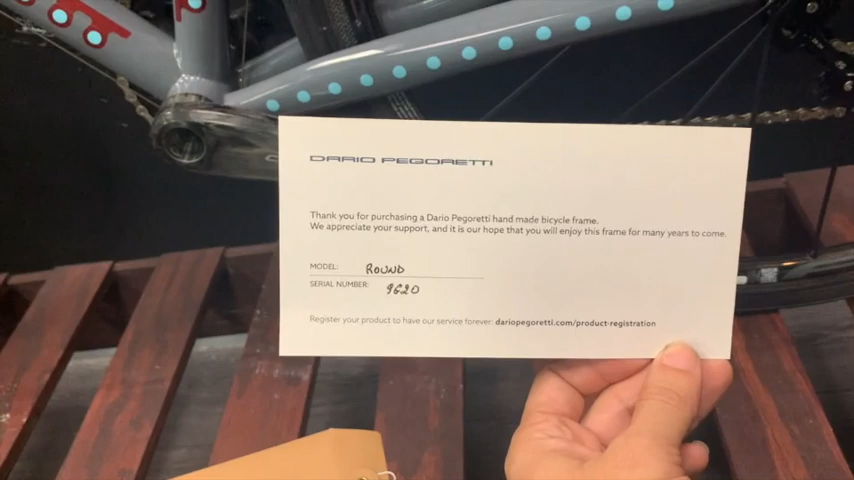 DARIO PEGORETTI
Thank you for purchasing a Dario Pegoretti hand made bicycle frame.
We appreciate your support, and it is our hope that you will enjoy this frame for many years to come.
MODEL: ROUND
SERIAL NUMBER: 9620
Register your product to have our service forever: dariopegoretti.com/product-registration